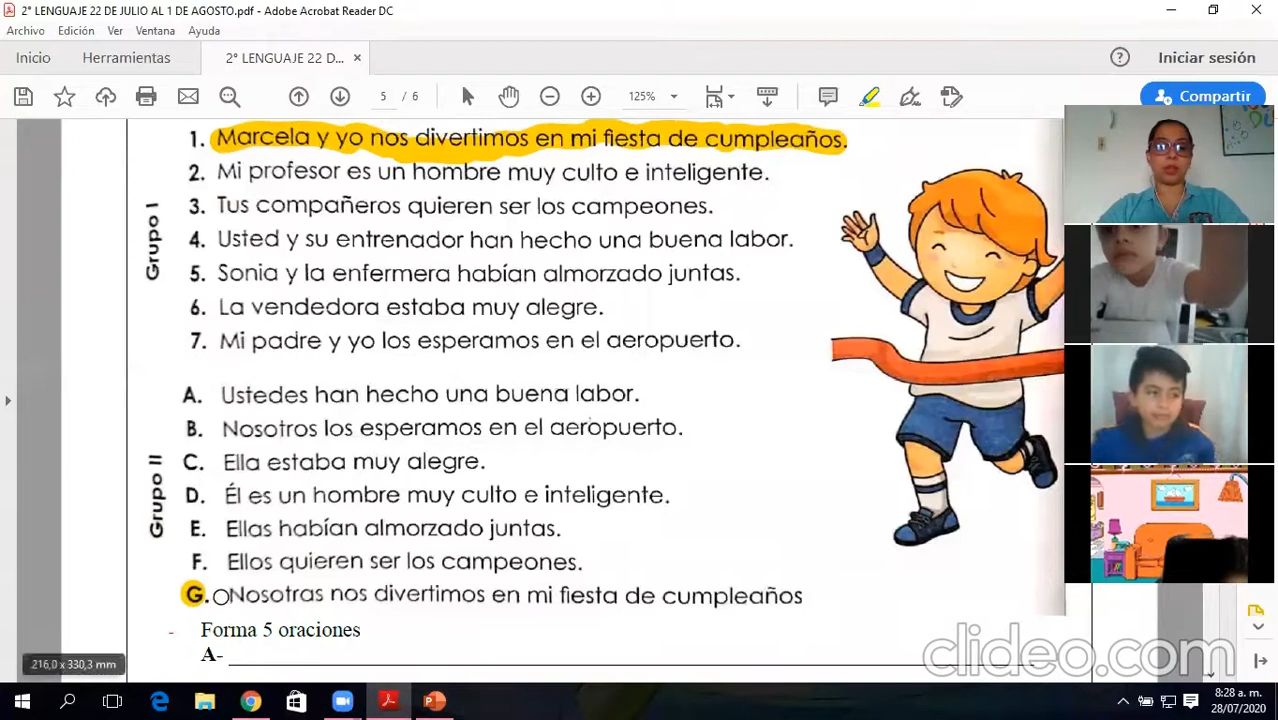 2° LENGUAJE 22 DE JULIO AL 1 DE AGOSTO.pdf - Adobe Acrobat Reader DC
Archivo Edición Ver Ventana Ayuda
Inicio Herramientas 2° LENGUAJE 22 D... Iniciar sesión
5 / 6 125% Compartir
Grupo I
1. Marcela y yo nos divertimos en mi fiesta de cumpleaños.
2. Mi profesor es un hombre muy culto e inteligente.
3. Tus compañeros quieren ser los campeones.
4. Usted y su entrenador han hecho una buena labor.
5. Sonia y la enfermera habían almorzado juntas.
6. La vendedora estaba muy alegre.
7. Mi padre y yo los esperamos en el aeropuerto.
Grupo II
A. Ustedes han hecho una buena labor.
B. Nosotros los esperamos en el aeropuerto.
C. Ella estaba muy alegre.
D. Él es un hombre muy culto e inteligente.
E. Ellas habían almorzado juntas.
F. Ellos quieren ser los campeones.
G. Nosotras nos divertimos en mi fiesta de cumpleaños
- Forma 5 oraciones
A-
216,0 x 330,3 mm
clideo.com
8:28 a. m.
28/07/2020